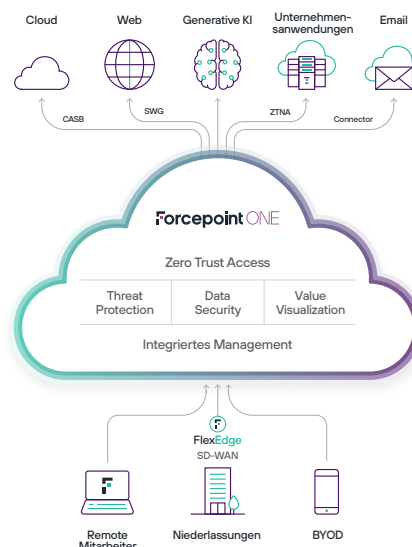 Cloud
Web
Generative KI
Unternehmen-
sanwendungen
Email
CASB
SWG
ZTNA
Connector
Forcepoint ONE
Zero Trust Access
Threat
Protection
Data
Security
Value
Visualization
Integriertes Management
FlexEdge
SD-WAN
Remote
Mitarbeiter
Niederlassungen
BYOD